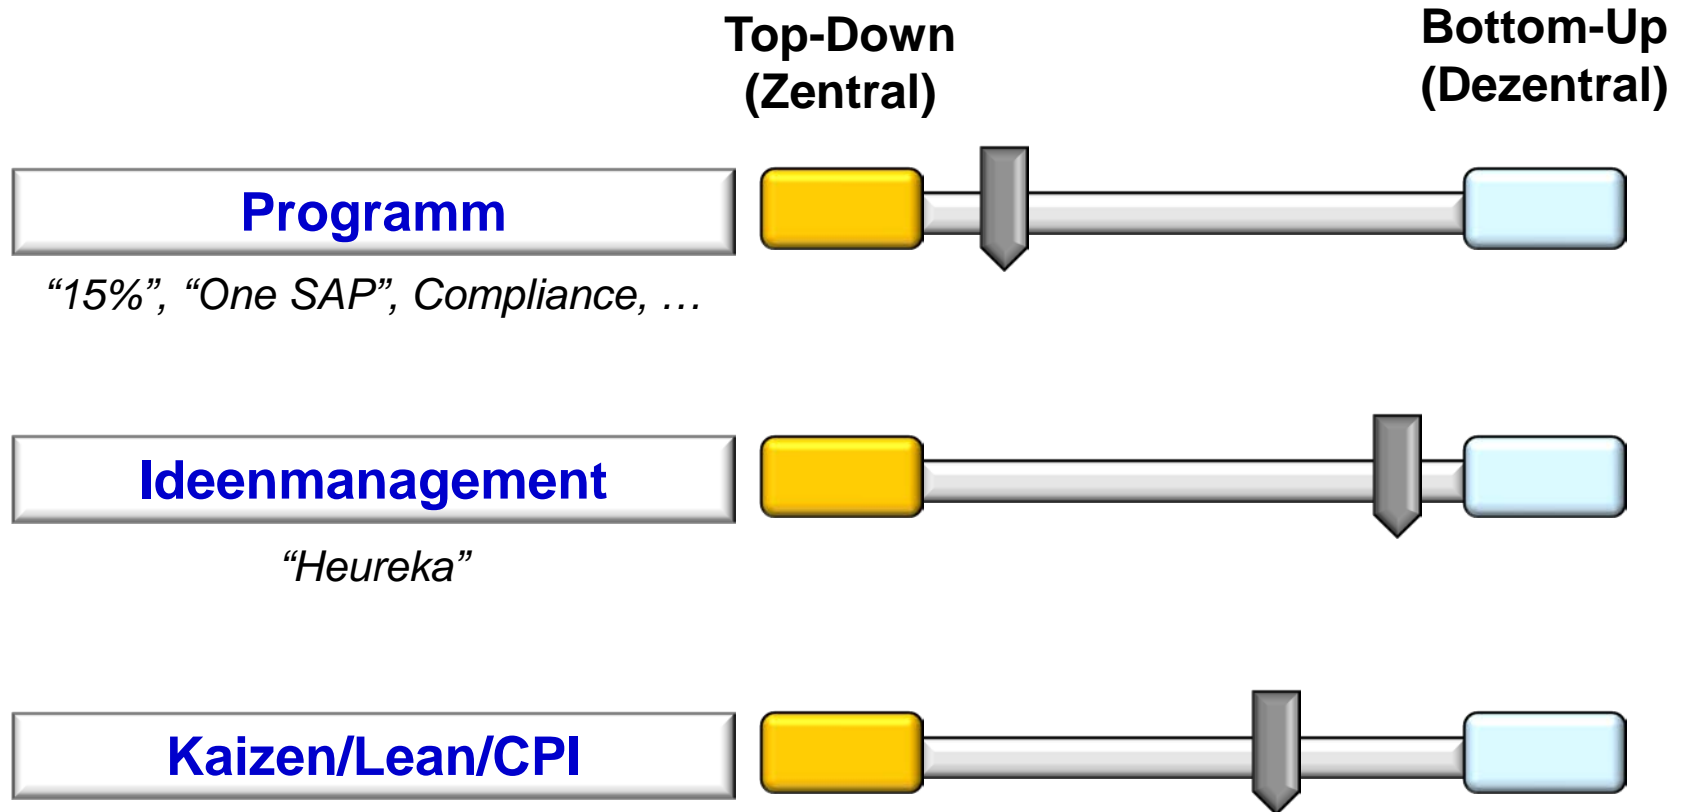 Top-Down
(Zentral)
Bottom-Up
(Dezentral)
Programm
“15%”, “One SAP”, Compliance, …
Ideenmanagement
“Heureka”
Kaizen/Lean/CPI